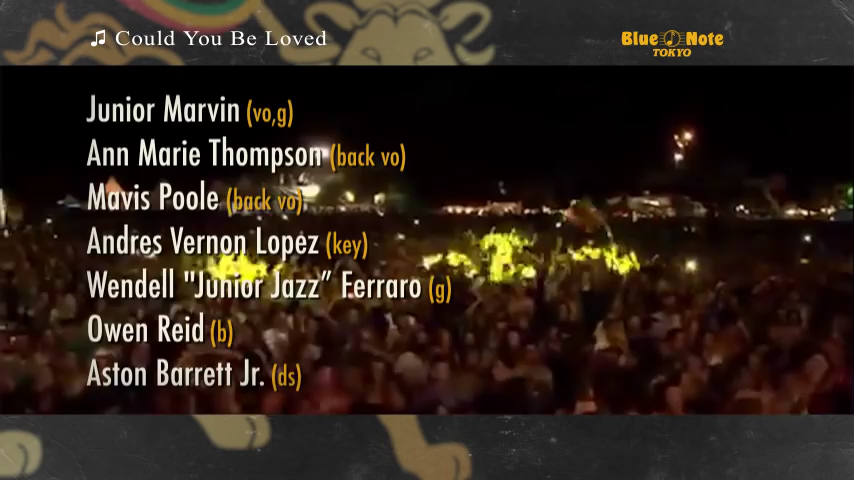 ♫ Could You Be Loved
Blue Note
TOKYO
Junior Marvin (vo,g)
Ann Marie Thompson (back vo)
Mavis Poole (back vo)
Andres Vernon Lopez (key)
Wendell "Junior Jazz” Ferraro (g)
Owen Reid (b)
Aston Barrett Jr. (ds)